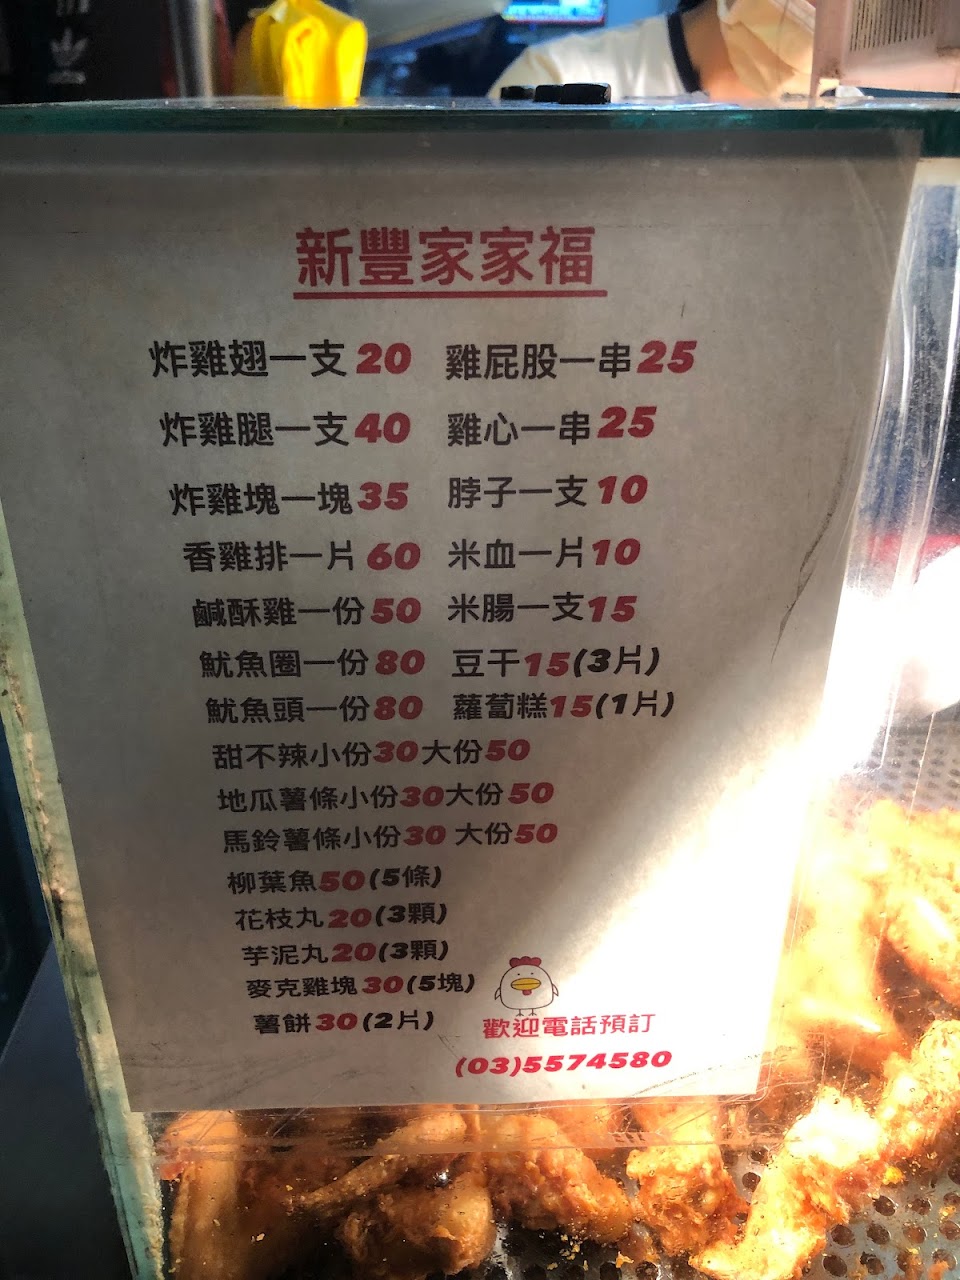 新豐家家福
炸雞翅一支20 雞屁股一串25
炸雞腿一支40 雞心一串25
炸雞塊一塊35 脖子一支10
香雞排一片60 米血一片10
鹹酥雞一份50 米腸一支15
魷魚圈一份80 豆干15(3片)
魷魚頭一份80 蘿蔔糕15(1片)
甜不辣小份30大份50
地瓜薯條小份30大份50
馬鈴薯條小份30 大份50
柳葉魚50(5條)
花枝丸20(3顆)
芋泥丸20(3顆)
麥克雞塊30(5塊)
薯餅30(2片)
歡迎電話預訂
(03)5574580